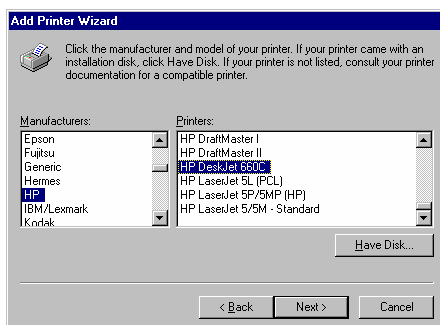 Add Printer Wizard
Click the manufacturer and model of your printer. If your printer came with an
installation disk, click Have Disk. If your printer is not listed, consult your printer
documentation for a compatible printer.
Manufacturers:
Epson
Fujitsu
Generic
Hermes
HP
IBM/Lexmark
Kodak
Printers:
HP DraftMaster I
HP DraftMaster II
HP DeskJet 660C
HP LaserJet 5L (PCL)
HP LaserJet 5P/5MP (HP)
HP LaserJet 5/5M - Standard
Have Disk...
< Back
Next >
Cancel